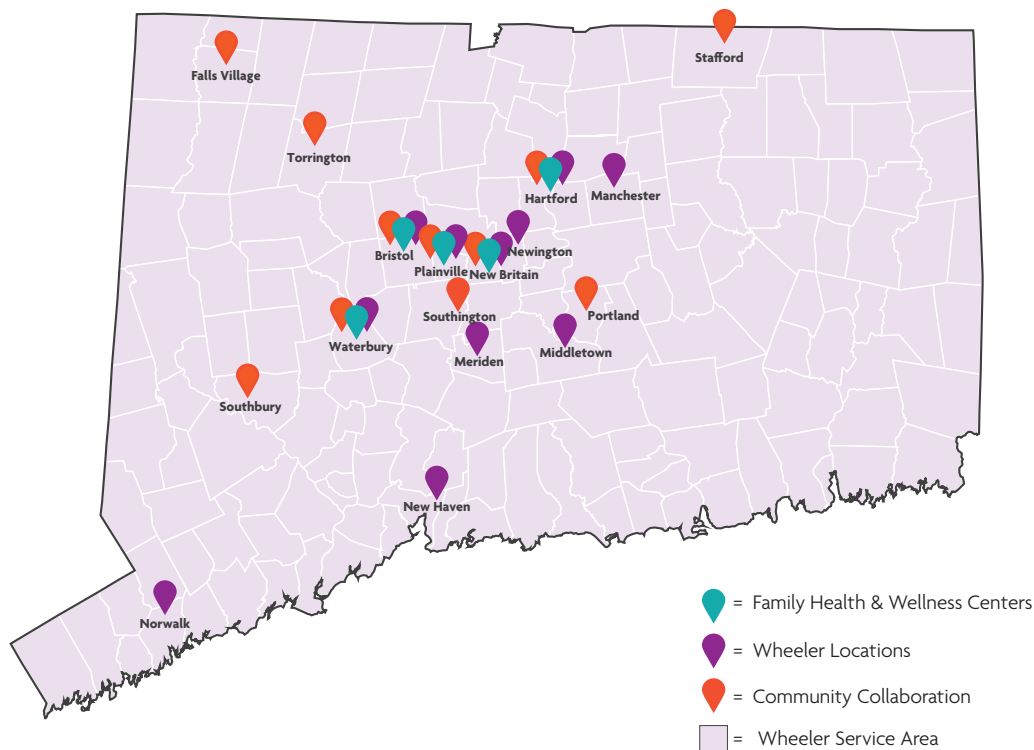 Stafford
Falls Village
Torrington
Hartford
Manchester
Bristol
Newington
Plainville
New Britain
Southington
Portland
Waterbury
Meriden
Middletown
Southbury
New Haven
Norwalk
= Family Health & Wellness Centers
= Wheeler Locations
= Community Collaboration
= Wheeler Service Area